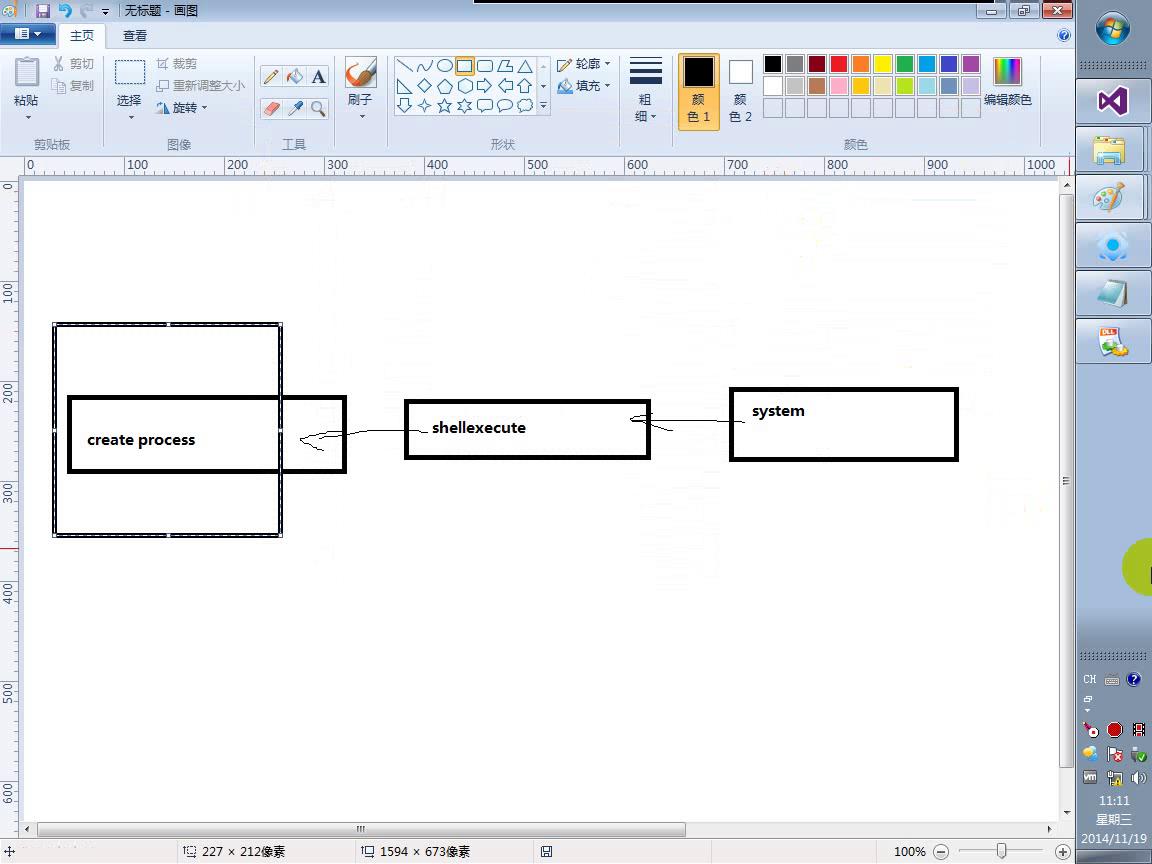 无标题 - 画图
主页
查看
粘贴
剪切
复制
选择
裁剪
重新调整大小
旋转
A
刷子
轮廓
填充
粗
细
颜
色 1
颜
色 2
编辑颜色
剪贴板
图像
工具
形状
颜色
0 100 200 300 400 500 600 700 800 900 1000
0
100
200
300
400
500
600
create process
shellexecute
system
227 × 212像素
1594 × 673像素
100%
DLL
CH
vm
11:11
星期三
2014/11/19